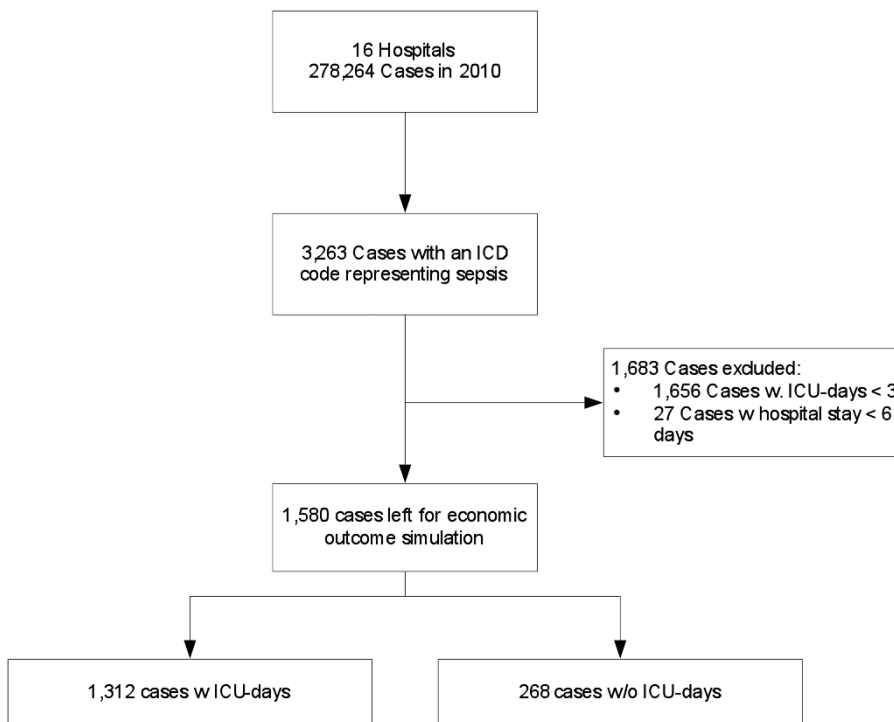 16 Hospitals
278,264 Cases in 2010
3,263 Cases with an ICD
code representing sepsis
1,683 Cases excluded:
• 1,656 Cases w. ICU-days < 3
• 27 Cases w hospital stay < 6
days
1,580 cases left for economic
outcome simulation
1,312 cases w ICU-days
268 cases w/o ICU-days